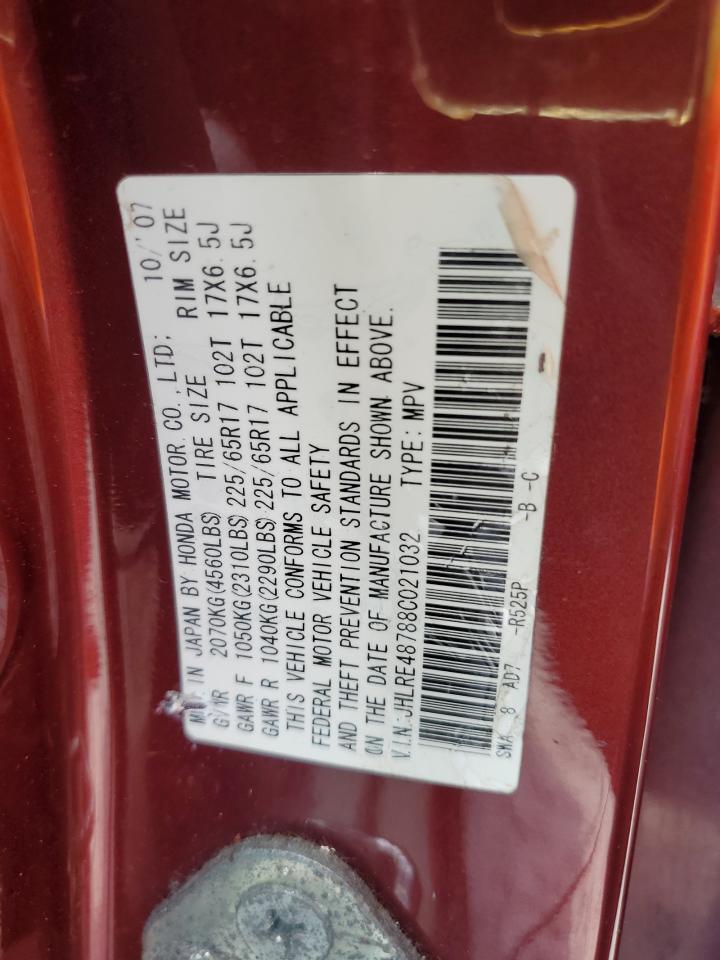 IN JAPAN BY HONDA MOTOR CO.,LTD; 10/'07
2070KG(4560LBS) TIRE SIZE RIM SIZE
GAWR F 1050KG(2310LBS) 225/65R17 102T 17X6.5J
GAWR R 1040KG(2290LBS) 225/65R17 102T 17X6.5J
THIS VEHICLE CONFORMS TO ALL APPLICABLE
FEDERAL MOTOR VEHICLE SAFETY
AND THEFT PREVENTION STANDARDS IN EFFECT
ON THE DATE OF MANUFACTURE SHOWN ABOVE.
V.I.N.:JHLRE48788C021032 TYPE: MPV
SWA 8 AD7 -R525P -B -C